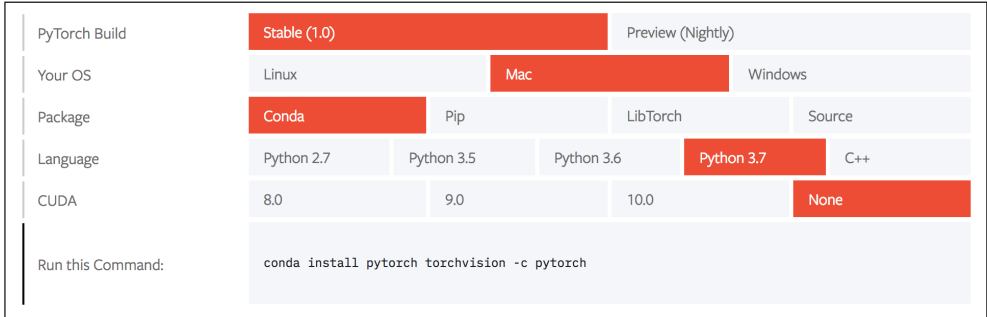 PyTorch Build Stable (1.0) Preview (Nightly)
Your OS Linux Mac Windows
Package Conda Pip LibTorch Source
Language Python 2.7 Python 3.5 Python 3.6 Python 3.7 C++
CUDA 8.0 9.0 10.0 None
Run this Command: conda install pytorch torchvision -c pytorch